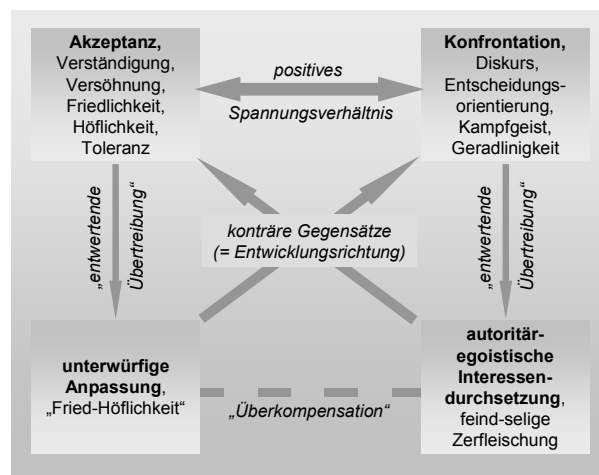 Akzeptanz,
Verständigung,
Versöhnung,
Friedlichkeit,
Höflichkeit,
Toleranz
positives
Spannungsverhältnis
Konfrontation,
Diskurs,
Entscheidungs-
orientierung,
Kampfgeist,
Geradlinigkeit
„entwertende
Übertreibung“
konträre Gegensätze
(= Entwicklungsrichtung)
„entwertende
Übertreibung“
unterwürfige
Anpassung,
„Fried-Höflichkeit“
„Überkompensation“
autoritär-
egoistische
Interessen-
durchsetzung,
feind-selige
Zerfleischung